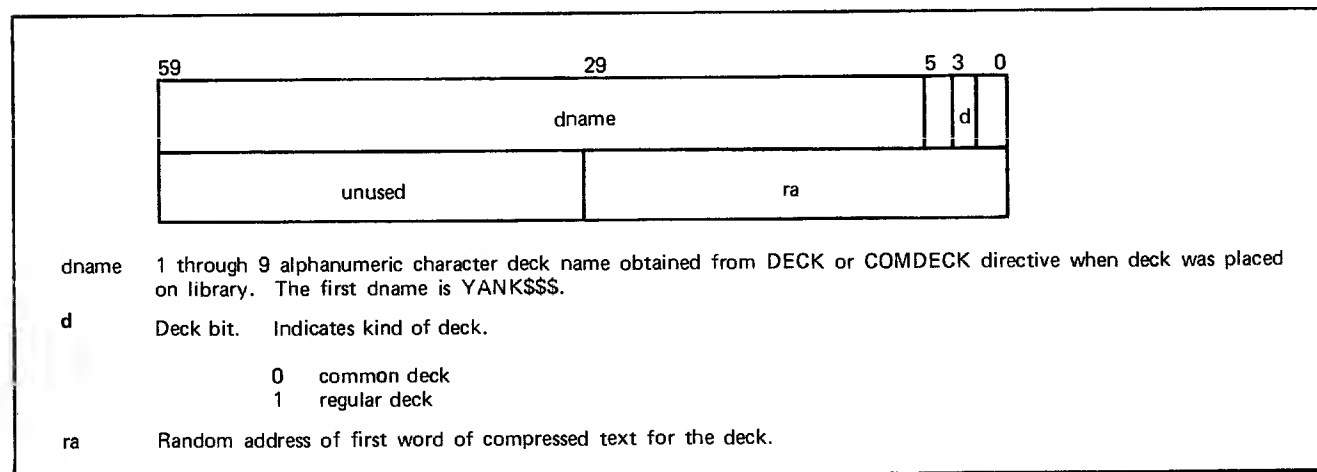 59 29 5 3 0
dname d
unused ra
dname 1 through 9 alphanumeric character deck name obtained from DECK or COMDECK directive when deck was placed
on library. The first dname is YANK$$$.
d Deck bit. Indicates kind of deck.
0 common deck
1 regular deck
ra Random address of first word of compressed text for the deck.